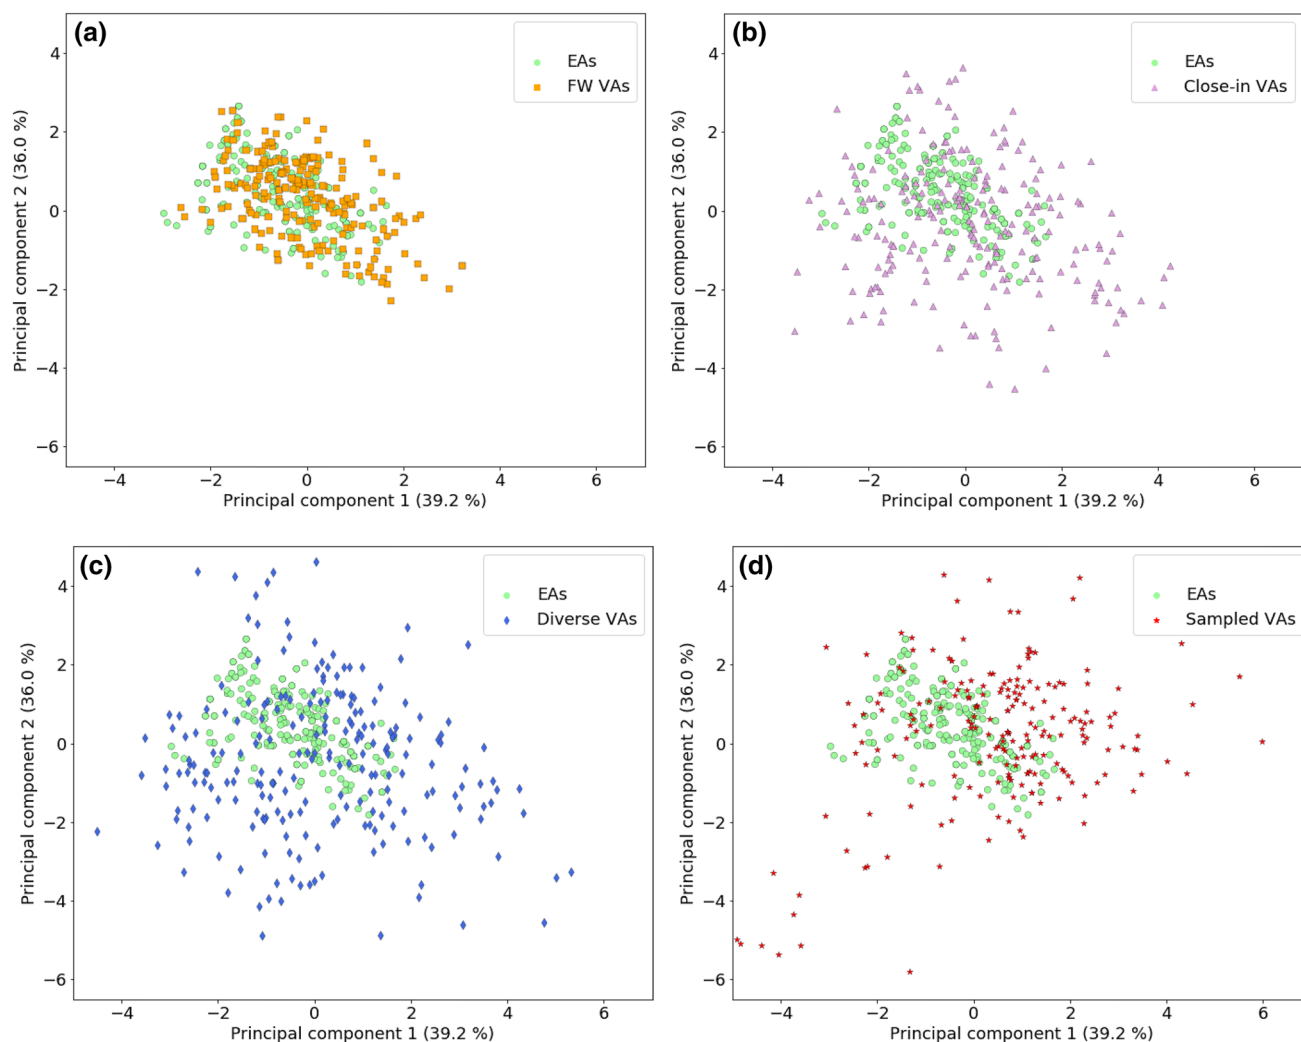 (a)
EAs
FW VAs
4
2
0
−2
−4
−6
Principal component 2 (36.0 %)
−4 −2 0 2 4 6
Principal component 1 (39.2 %)
(b)
EAs
Close-in VAs
4
2
0
−2
−4
−6
Principal component 2 (36.0 %)
−4 −2 0 2 4 6
Principal component 1 (39.2 %)
(c)
EAs
Diverse VAs
4
2
0
−2
−4
−6
Principal component 2 (36.0 %)
−4 −2 0 2 4 6
Principal component 1 (39.2 %)
(d)
EAs
Sampled VAs
4
2
0
−2
−4
−6
Principal component 2 (36.0 %)
−4 −2 0 2 4 6
Principal component 1 (39.2 %)